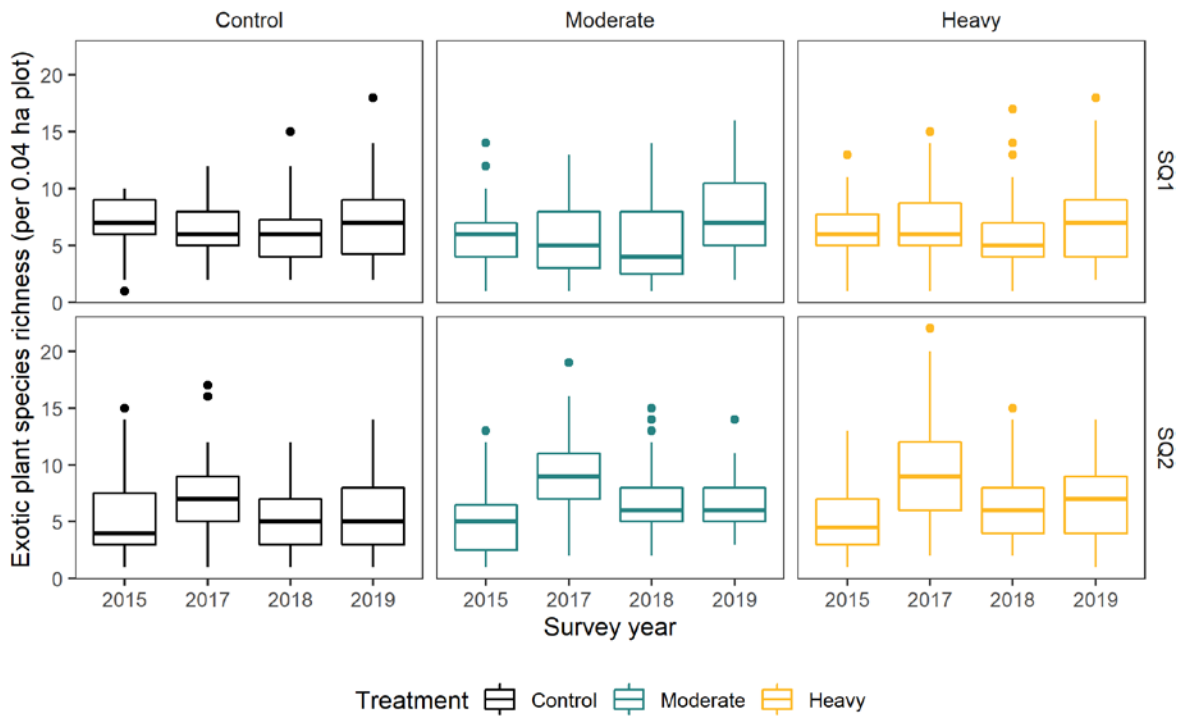 Control Moderate Heavy
Exotic plant species richness (per 0.04 ha plot)
20
15
10
5
0
SQ1
20
15
10
5
0
SQ2
2015 2017 2018 2019 2015 2017 2018 2019 2015 2017 2018 2019
Survey year
Treatment Control Moderate Heavy